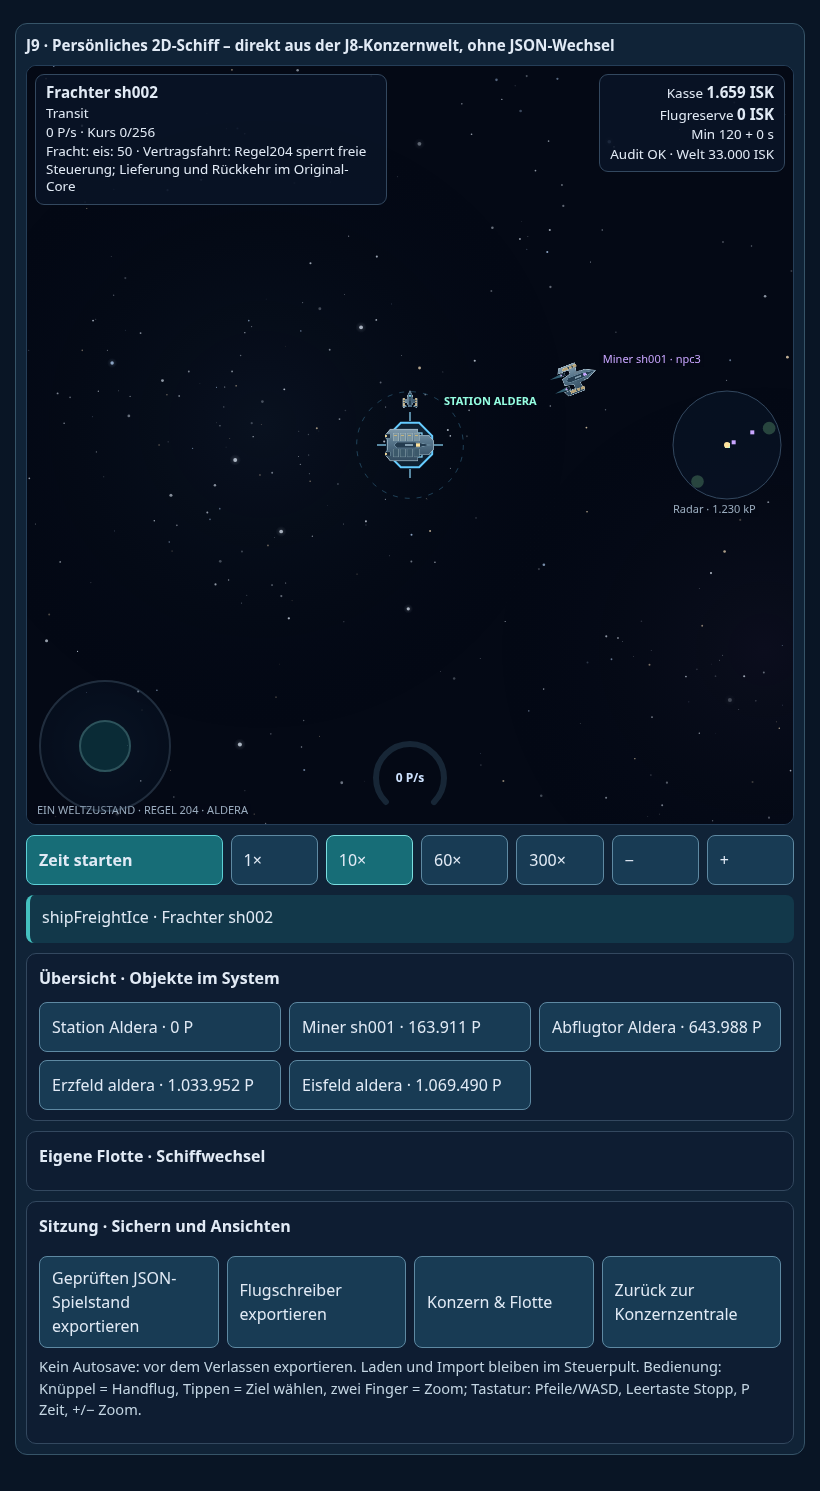 J9 · Persönliches 2D-Schiff – direkt aus der J8-Konzernwelt, ohne JSON-Wechsel
Frachter sh002
Transit
0 P/s · Kurs 0/256
Fracht: eis: 50 · Vertragsfahrt: Regel204 sperrt freie
Steuerung; Lieferung und Rückkehr im Original-
Core
Kasse 1.659 ISK
Flugreserve 0 ISK
Min 120 + 0 s
Audit OK · Welt 33.000 ISK
Miner sh001 · npc3
STATION ALDERA
Radar · 1.230 kP
0 P/s
EIN WELTZUSTAND · REGEL 204 · ALDERA
Zeit starten
1×
10×
60×
300×
−
+
shipFreightIce · Frachter sh002
Übersicht · Objekte im System
Station Aldera · 0 P
Miner sh001 · 163.911 P
Abflugtor Aldera · 643.988 P
Erzfeld aldera · 1.033.952 P
Eisfeld aldera · 1.069.490 P
Eigene Flotte · Schiffwechsel
Sitzung · Sichern und Ansichten
Geprüften JSON-
Spielstand
exportieren
Flugschreiber
exportieren
Konzern & Flotte
Zurück zur
Konzernzentrale
Kein Autosave: vor dem Verlassen exportieren. Laden und Import bleiben im Steuerpult. Bedienung:
Knüppel = Handflug, Tippen = Ziel wählen, zwei Finger = Zoom; Tastatur: Pfeile/WASD, Leertaste Stopp, P
Zeit, +/− Zoom.